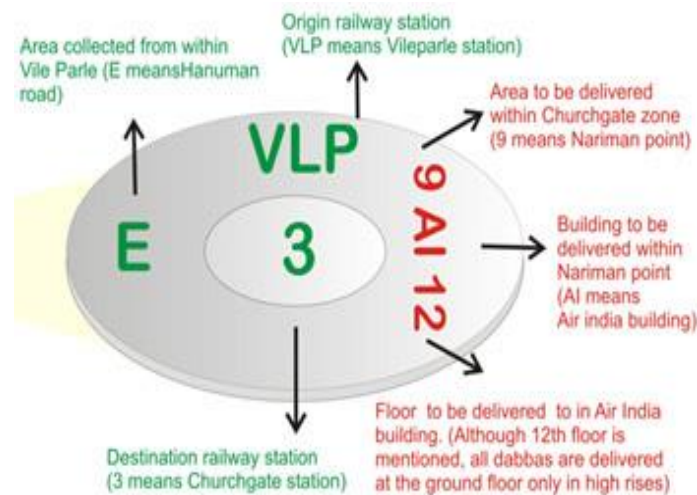 Origin railway station
(VLP means Vileparle station)
Area collected from within
Vile Parle (E meansHanuman
road)
Area to be delivered
within Churchgate zone
(9 means Nariman point)
VLP
E
3
9 AI 12
Building to be
delivered within
Nariman point
(AI means
Air india building)
Destination railway station
(3 means Churchgate station)
Floor to be delivered to in Air India
building. (Although 12th floor is
mentioned, all dabbas are delivered
at the ground floor only in high rises)